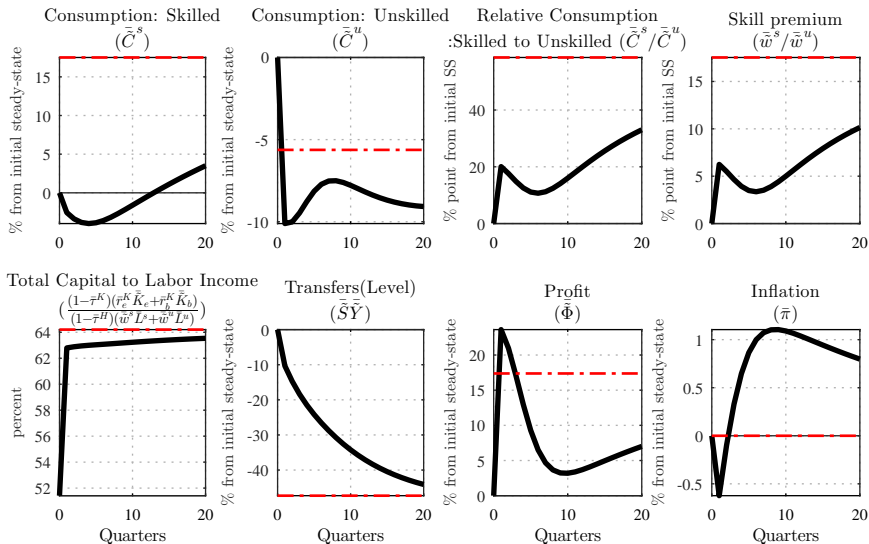 Consumption: Skilled
(C̃̄ˢ)
% from initial steady-state
15
10
5
0
0
10
20
Consumption: Unskilled
(C̃̄ᵘ)
% from initial steady-state
0
-5
-10
0
10
20
Relative Consumption
:Skilled to Unskilled (C̃̄ˢ/C̃̄ᵘ)
% point from initial SS
40
20
0
0
10
20
Skill premium
(w̃̄ˢ/w̃̄ᵘ)
% point from initial SS
15
10
5
0
0
10
20
Total Capital to Labor Income
((1−τ̄ᴷ)(r̄ₑᴷK̃̄ₑ+r̄_bᴷK̃̄_b)/(1−τ̄ᴴ)(w̃̄ˢL̄ˢ+w̃̄ᵘL̄ᵘ))
percent
64
62
60
58
56
54
52
0
10
20
Quarters
Transfers(Level)
(S̃̄Ỹ̄)
% from initial steady-state
0
-10
-20
-30
-40
0
10
20
Quarters
Profit
(Φ̃̄)
% from initial steady-state
20
15
10
5
0
0
10
20
Quarters
Inflation
(π̄)
% from initial steady-state
1
0.5
0
-0.5
0
10
20
Quarters